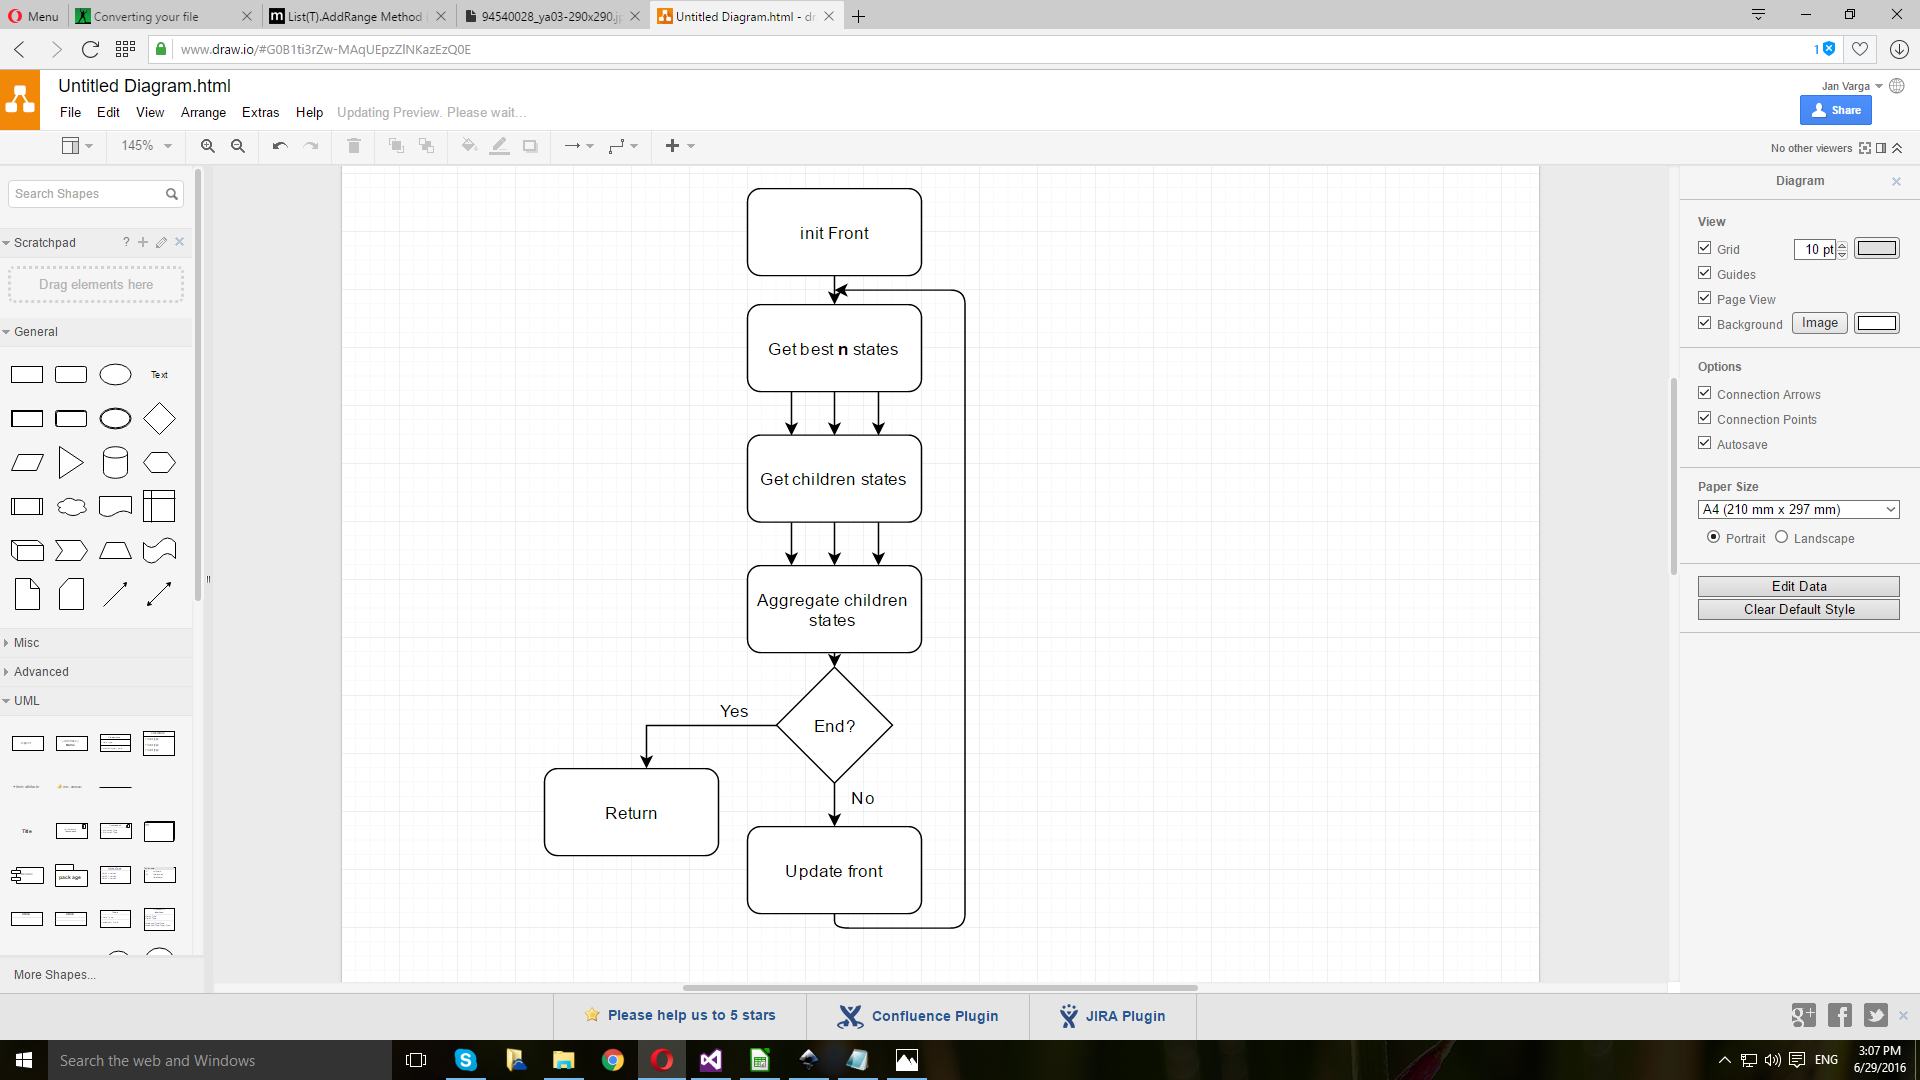 Menu
Converting your file
List(T).AddRange Method
94540028_ya03-290x290.j
Untitled Diagram.html - dr
www.draw.io/#G0B1ti3rZw-MAqUEpzZlNKazEzQ0E
1
Untitled Diagram.html
Jan Varga
File Edit View Arrange Extras Help Updating Preview. Please wait...
Share
145%
No other viewers
Search Shapes
Diagram
Scratchpad
?
Drag elements here
General
Text
Misc
Advanced
UML
Title
package
More Shapes...
init Front
Get best n states
Get children states
Aggregate children
states
End?
Yes
No
Return
Update front
View
Grid
10 pt
Guides
Page View
Background
Image
Options
Connection Arrows
Connection Points
Autosave
Paper Size
A4 (210 mm x 297 mm)
Portrait
Landscape
Edit Data
Clear Default Style
Please help us to 5 stars
Confluence Plugin
JIRA Plugin
Search the web and Windows
ENG
3:07 PM
6/29/2016